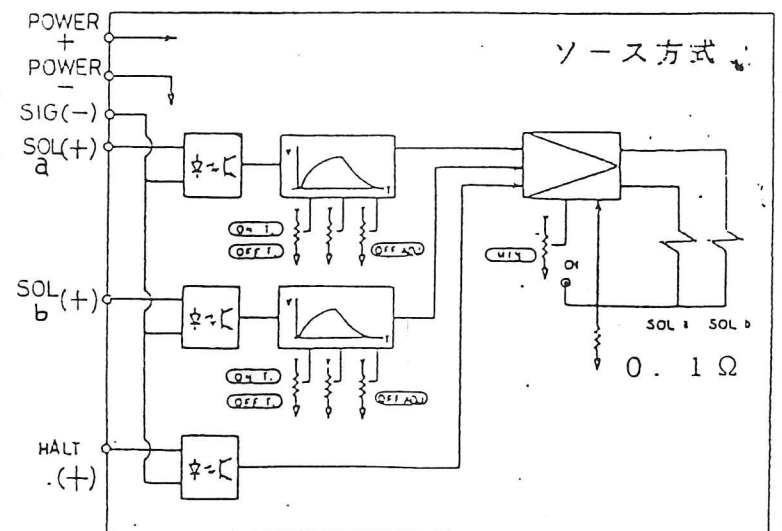 POWER
+
POWER
−
SIG(−)
SOL(+)
a
SOL(+)
b
HALT
(+)
ソース方式
V
T
ON T.
OFF T.
OFF ADJ
T
ON T.
OFF T.
OFF ADJ
SOL a
SOL b
0.1Ω